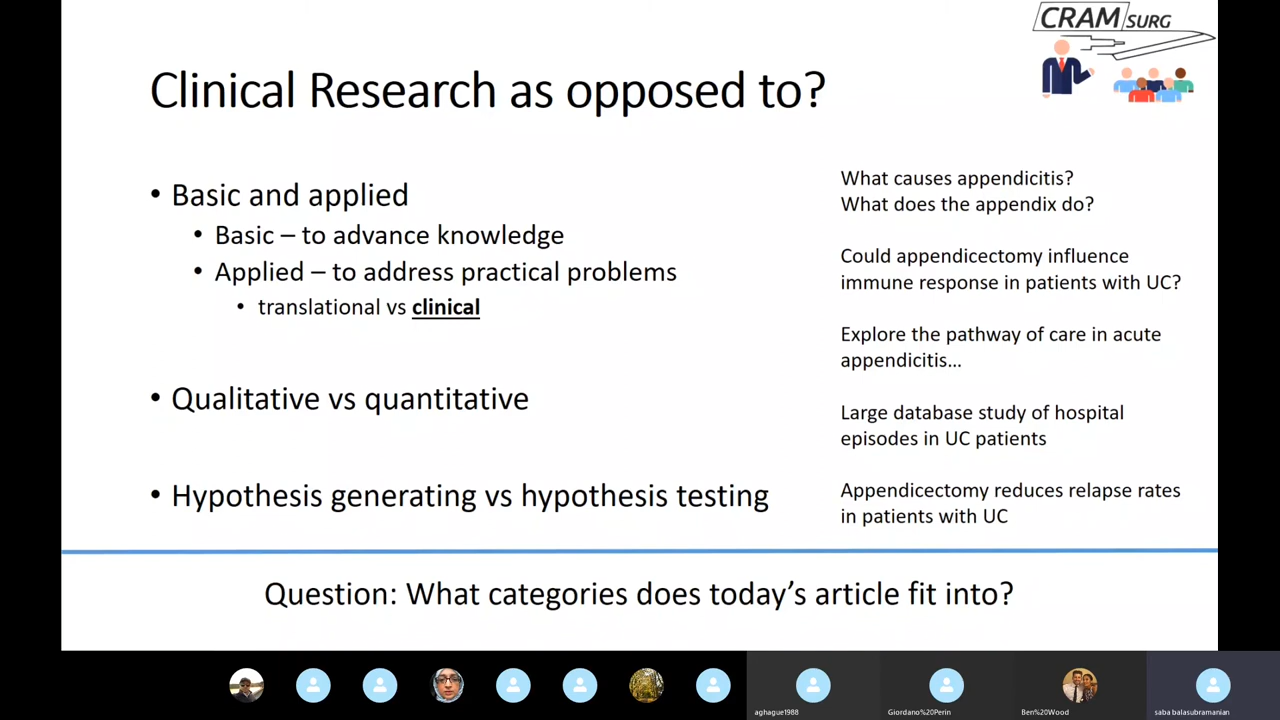 CRAM SURG
Clinical Research as opposed to?
• Basic and applied
• Basic – to advance knowledge
• Applied – to address practical problems
• translational vs clinical
• Qualitative vs quantitative
• Hypothesis generating vs hypothesis testing
What causes appendicitis?
What does the appendix do?
Could appendicectomy influence
immune response in patients with UC?
Explore the pathway of care in acute
appendicitis...
Large database study of hospital
episodes in UC patients
Appendicectomy reduces relapse rates
in patients with UC
Question: What categories does today's article fit into?
aghague1988
Giordano%20Perin
Ben%20Wood
saba balasubramanian